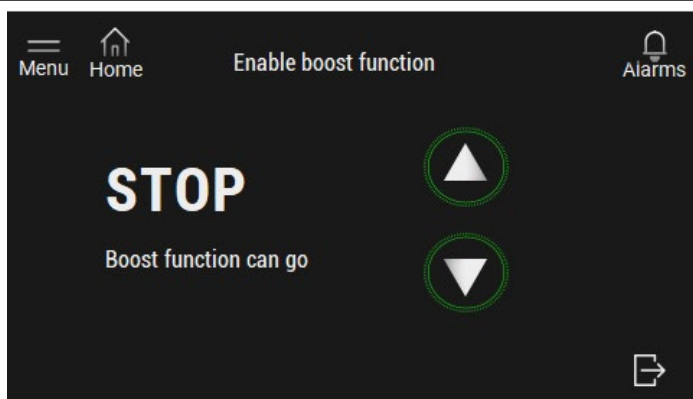 Menu
Home
Enable boost function
Alarms
STOP
Boost function can go